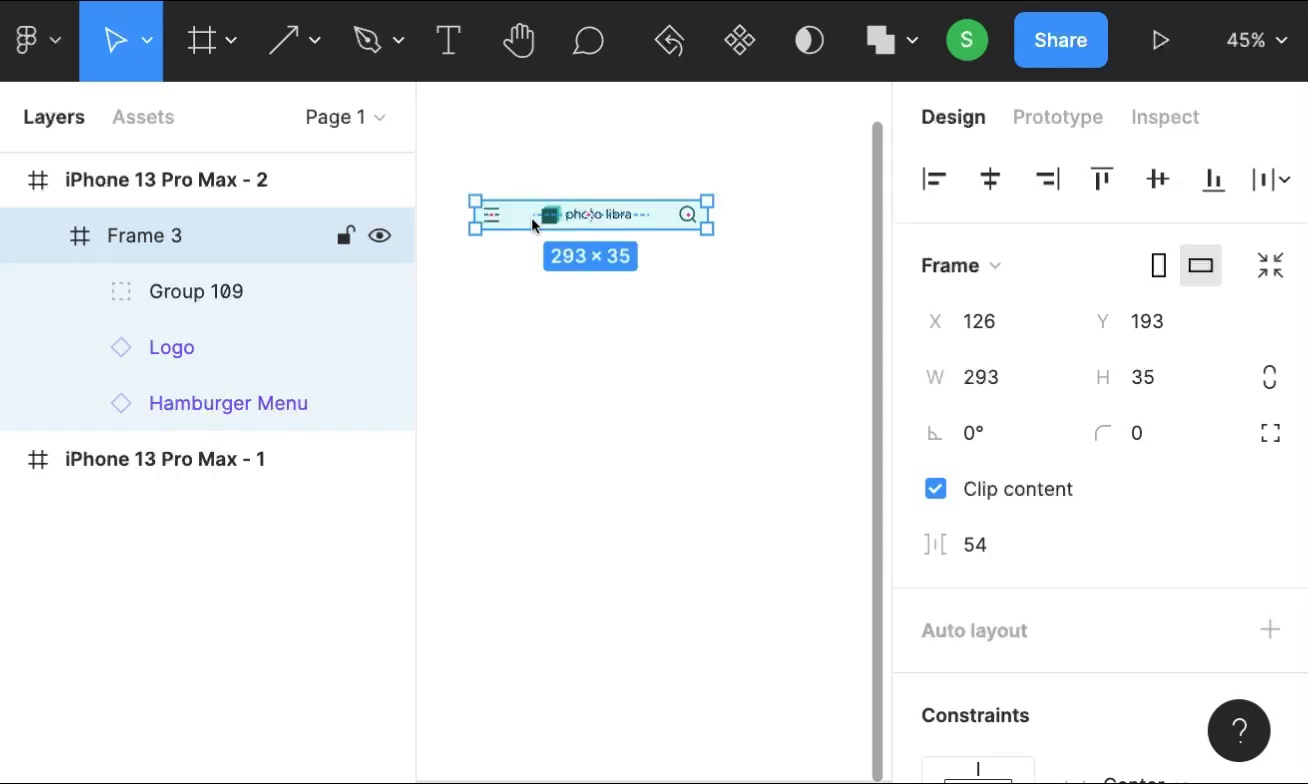 S
Share
45%
Layers
Assets
Page 1
Design
Prototype
Inspect
iPhone 13 Pro Max - 2
Frame 3
Group 109
Logo
Hamburger Menu
iPhone 13 Pro Max - 1
photo libra
293 × 35
Frame
X 126
Y 193
W 293
H 35
0°
0
Clip content
54
Auto layout
Constraints
?
Center